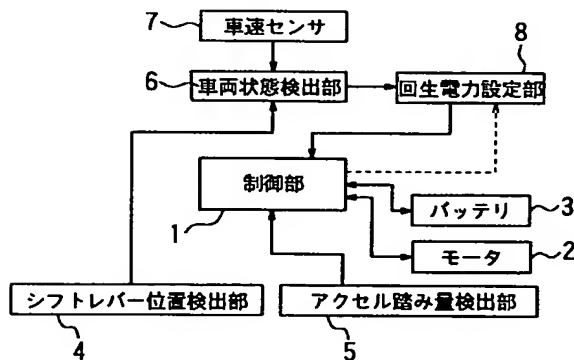 7
車速センサ
8
6
車両状態検出部
回生電力設定部
制御部
1
バッテリ
3
モータ
2
シフトレバー位置検出部
アクセル踏み量検出部
4
5